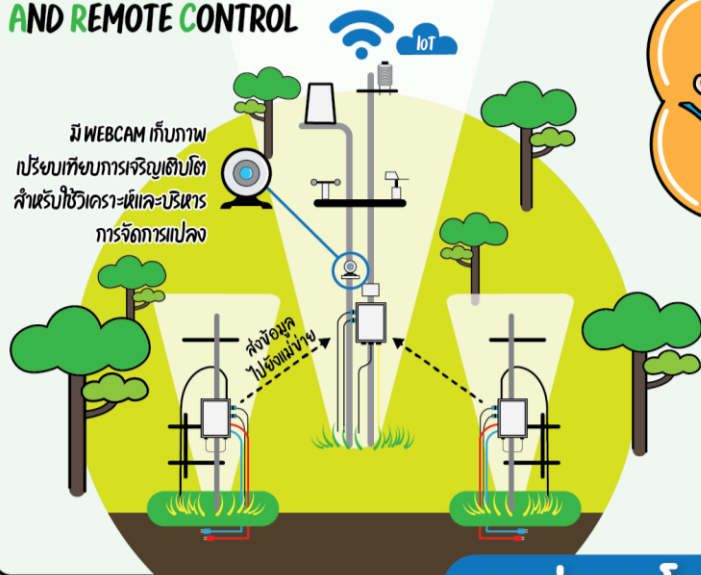 AND REMOTE CONTROL
IoT
มี WEBCAM เก็บภาพ
เปรียบเทียบการเจริญเติบโต
สำหรับใช้วิเคราะห์และบริหาร
การจัดการแปลง
ส่งข้อมูล
ไปยังแม่ข่าย